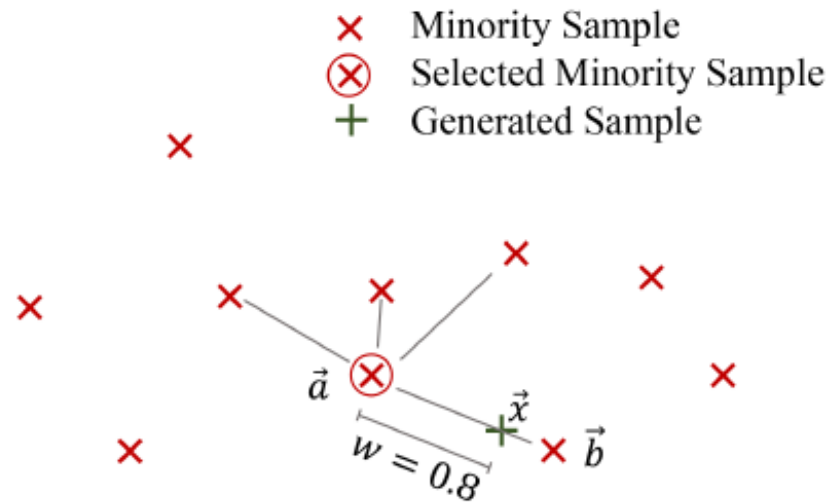 Minority Sample
Selected Minority Sample
Generated Sample
a⃗
x⃗
b⃗
w = 0.8